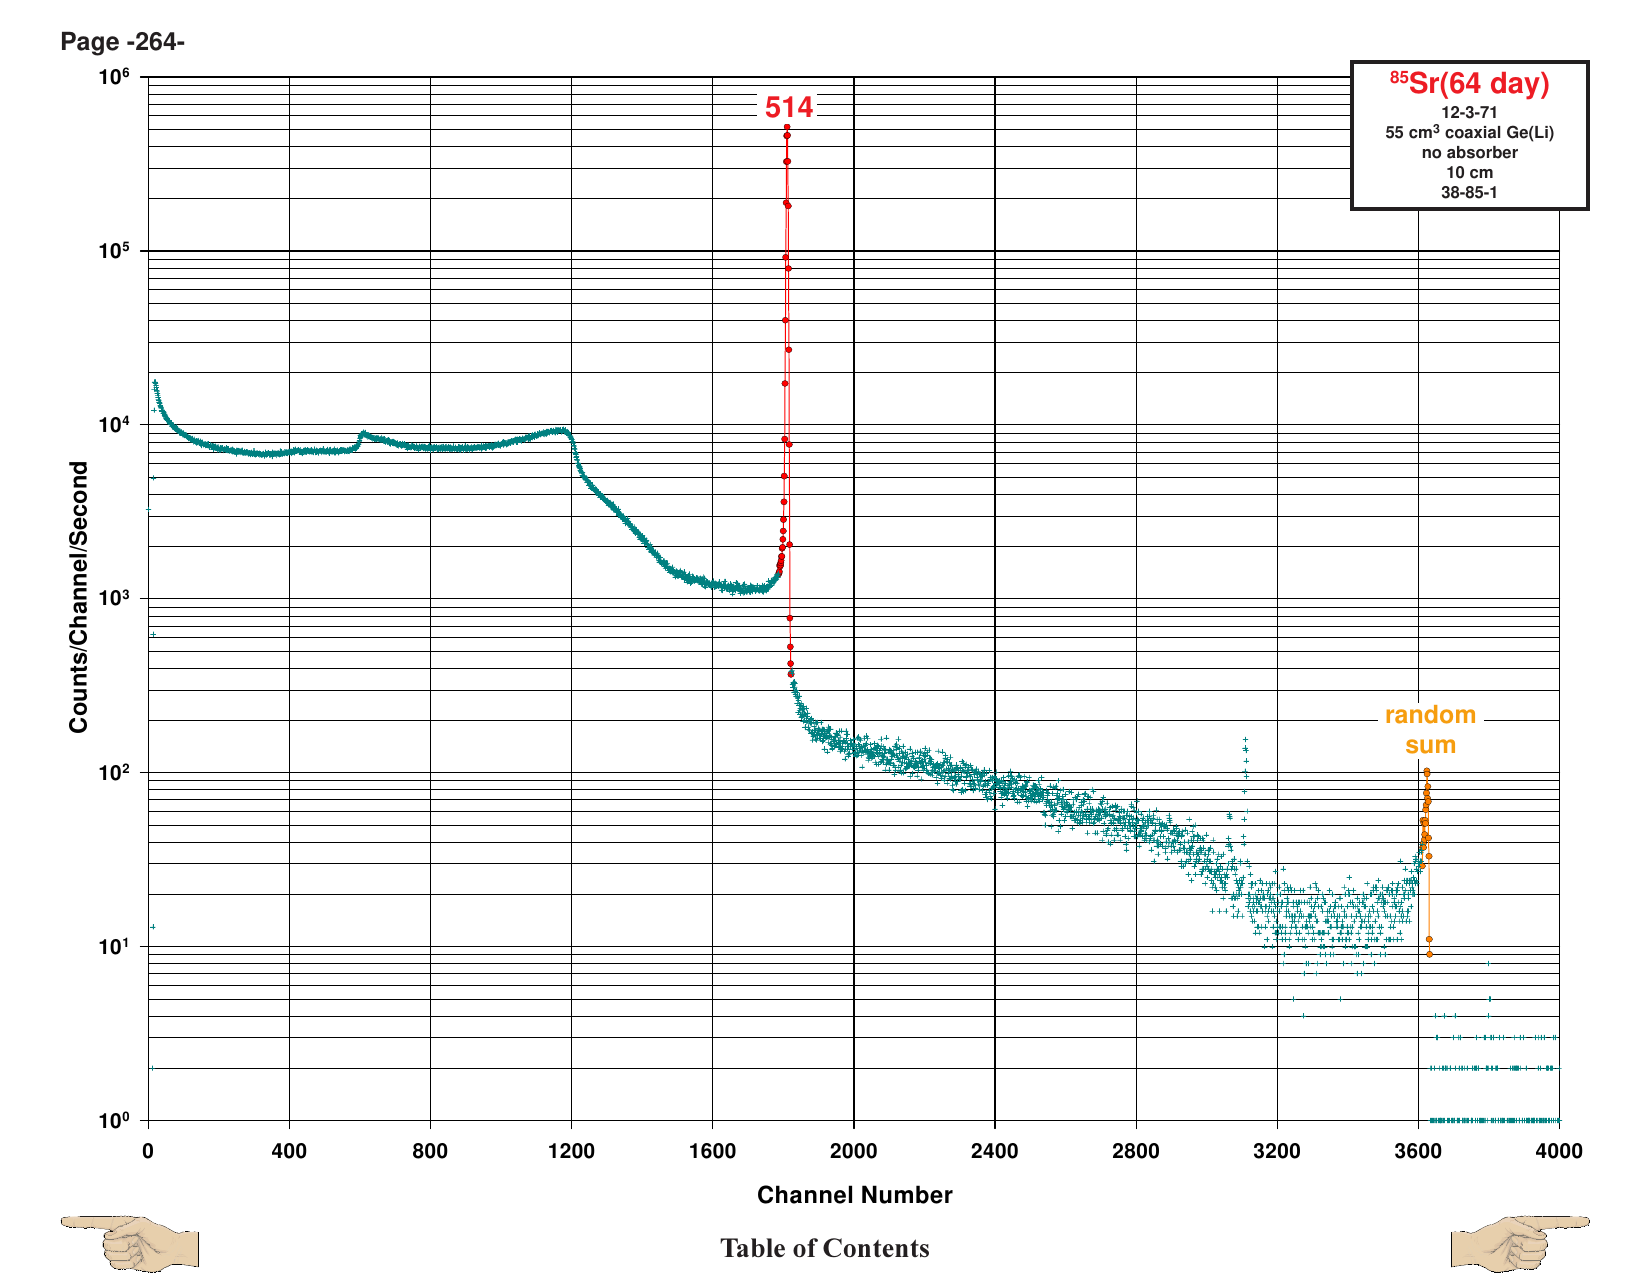 Page -264-
⁸⁵Sr(64 day)
12-3-71
55 cm³ coaxial Ge(Li)
no absorber
10 cm
38-85-1
514
random
sum
10⁶
10⁵
10⁴
10³
10²
10¹
10⁰
Counts/Channel/Second
0 400 800 1200 1600 2000 2400 2800 3200 3600 4000
Channel Number
Table of Contents